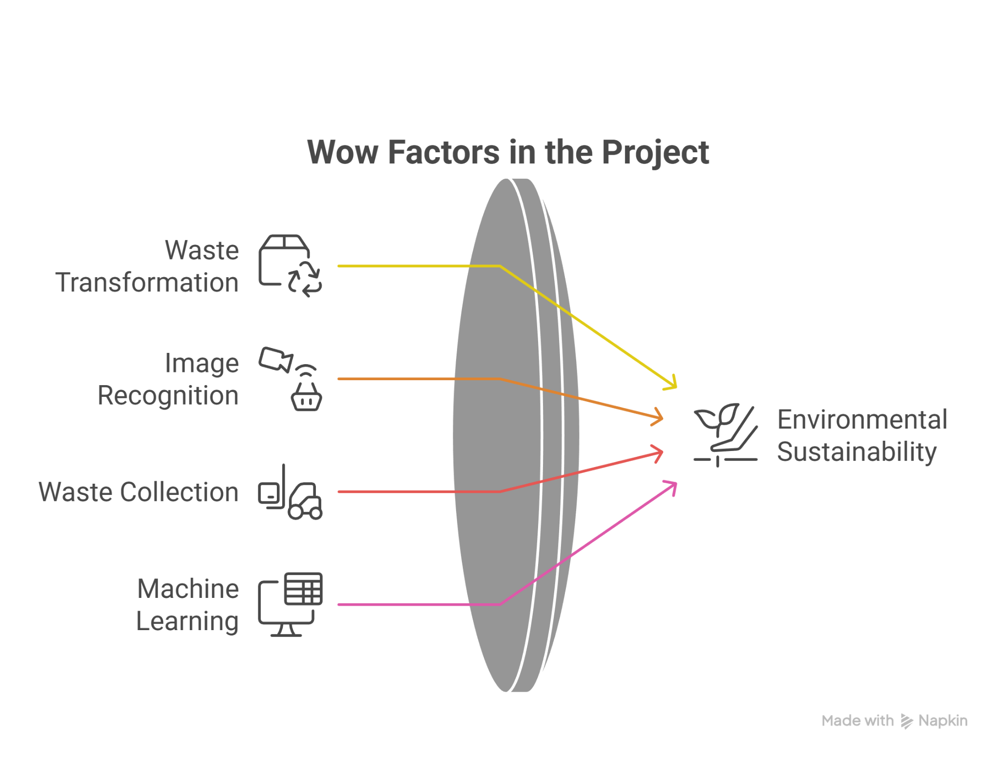 Wow Factors in the Project
Waste
Transformation
Image
Recognition
Waste Collection
Machine
Learning
Environmental
Sustainability
Made with Napkin